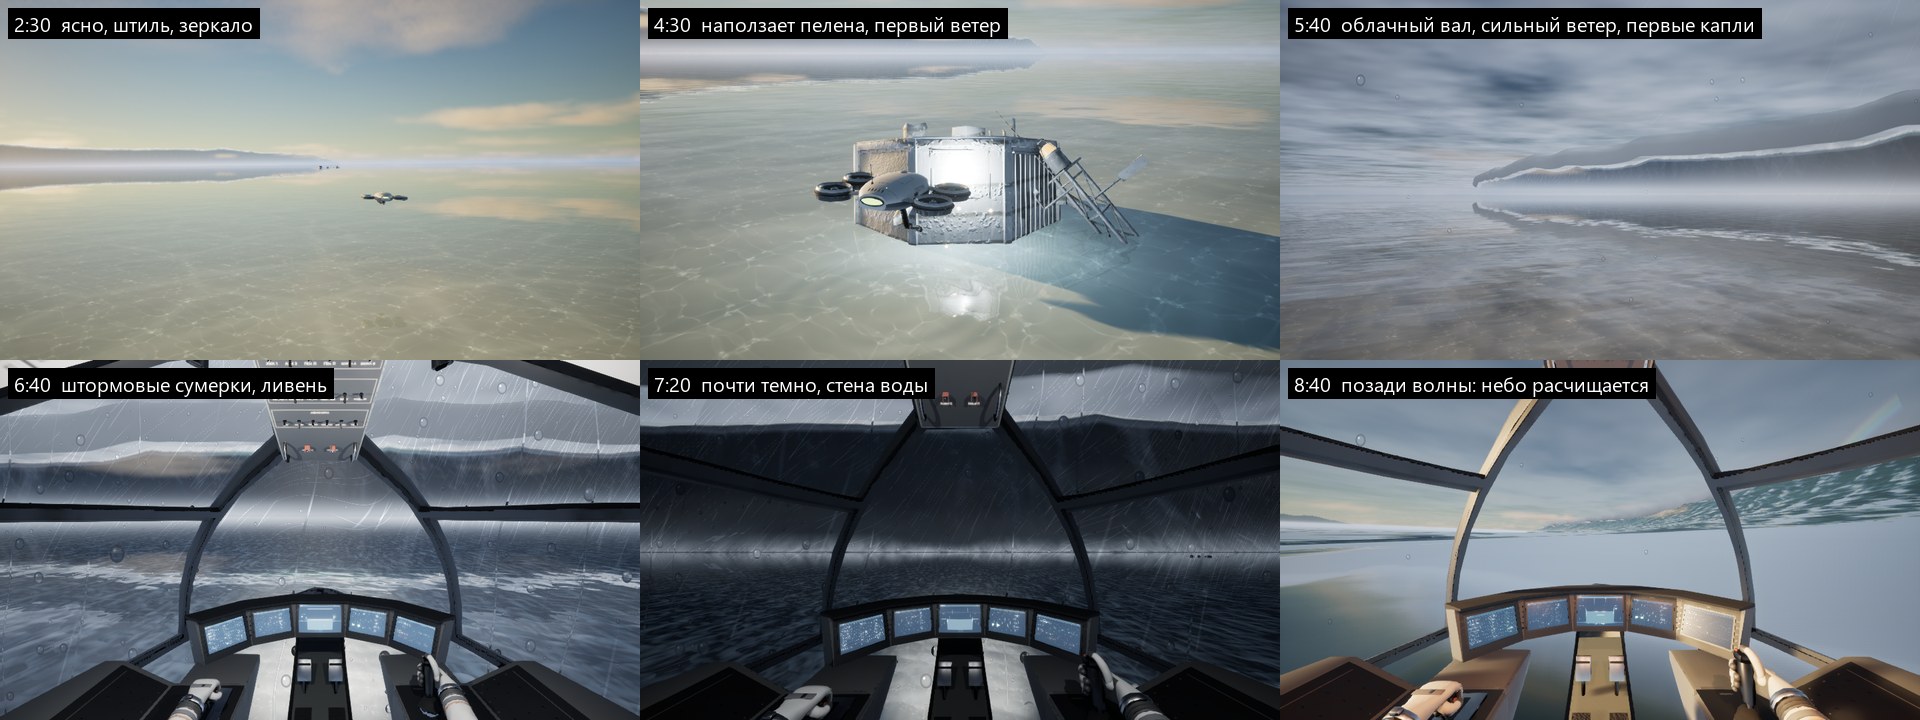 2:30 ясно, штиль, зеркало
4:30 наползает пелена, первый ветер
5:40 облачный вал, сильный ветер, первые капли
6:40 штормовые сумерки, ливень
7:20 почти темно, стена воды
8:40 позади волны: небо расчищается